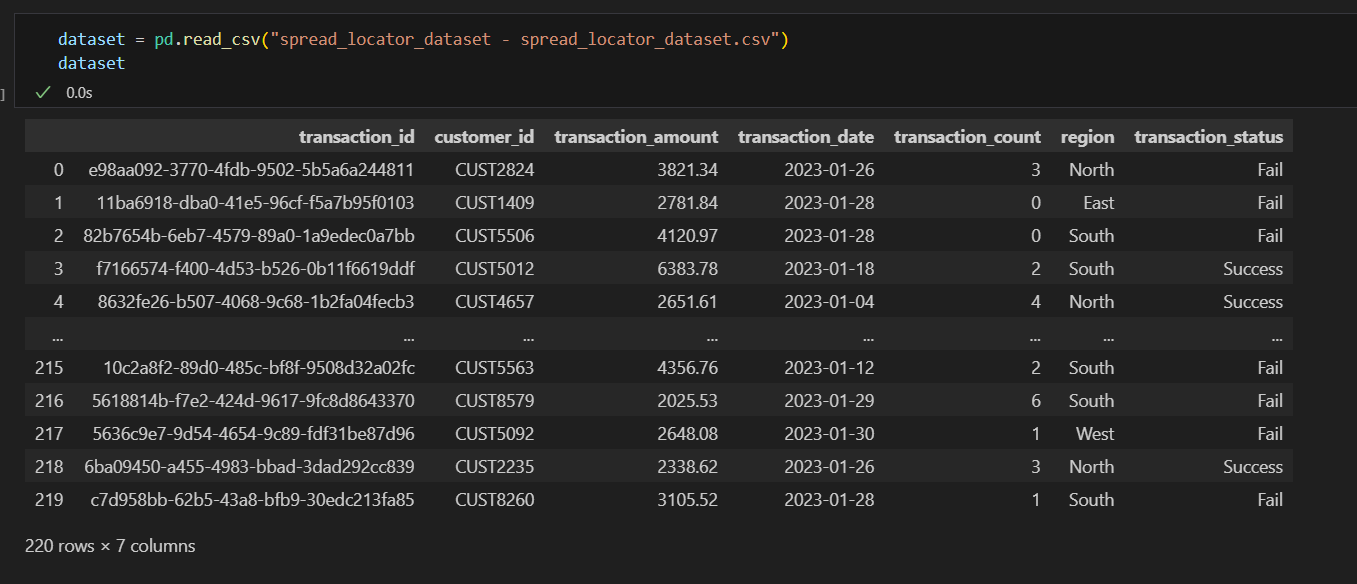 dataset = pd.read_csv("spread_locator_dataset - spread_locator_dataset.csv")
dataset
] ✓ 0.0s
transaction_id customer_id transaction_amount transaction_date transaction_count region transaction_status
0 e98aa092-3770-4fdb-9502-5b5a6a244811 CUST2824 3821.34 2023-01-26 3 North Fail
1 11ba6918-dba0-41e5-96cf-f5a7b95f0103 CUST1409 2781.84 2023-01-28 0 East Fail
2 82b7654b-6eb7-4579-89a0-1a9edec0a7bb CUST5506 4120.97 2023-01-28 0 South Fail
3 f7166574-f400-4d53-b526-0b11f6619ddf CUST5012 6383.78 2023-01-18 2 South Success
4 8632fe26-b507-4068-9c68-1b2fa04fecb3 CUST4657 2651.61 2023-01-04 4 North Success
... ... ... ... ... ... ... ...
215 10c2a8f2-89d0-485c-bf8f-9508d32a02fc CUST5563 4356.76 2023-01-12 2 South Fail
216 5618814b-f7e2-424d-9617-9fc8d8643370 CUST8579 2025.53 2023-01-29 6 South Fail
217 5636c9e7-9d54-4654-9c89-fdf31be87d96 CUST5092 2648.08 2023-01-30 1 West Fail
218 6ba09450-a455-4983-bbad-3dad292cc839 CUST2235 2338.62 2023-01-26 3 North Success
219 c7d958bb-62b5-43a8-bfb9-30edc213fa85 CUST8260 3105.52 2023-01-28 1 South Fail
220 rows × 7 columns